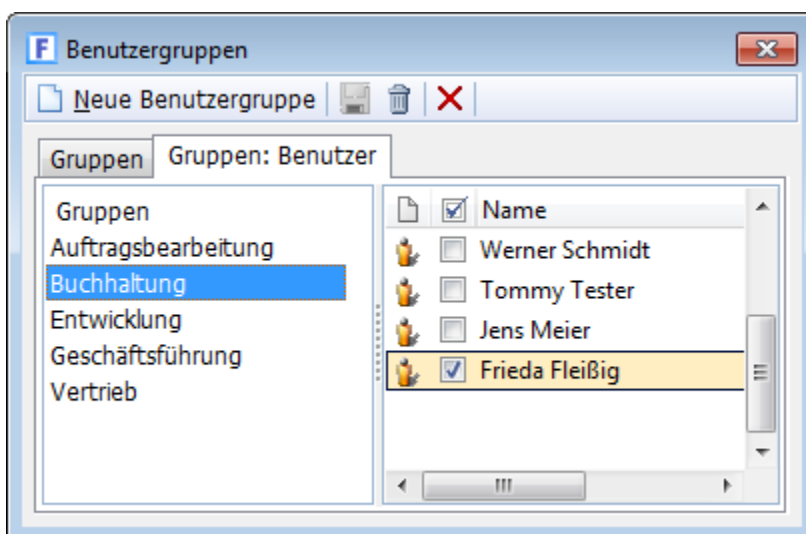 F Benutzergruppen
Neue Benutzergruppe
Gruppen Gruppen: Benutzer
Gruppen
Auftragsbearbeitung
Buchhaltung
Entwicklung
Geschäftsführung
Vertrieb
Name
Werner Schmidt
Tommy Tester
Jens Meier
Frieda Fleißig